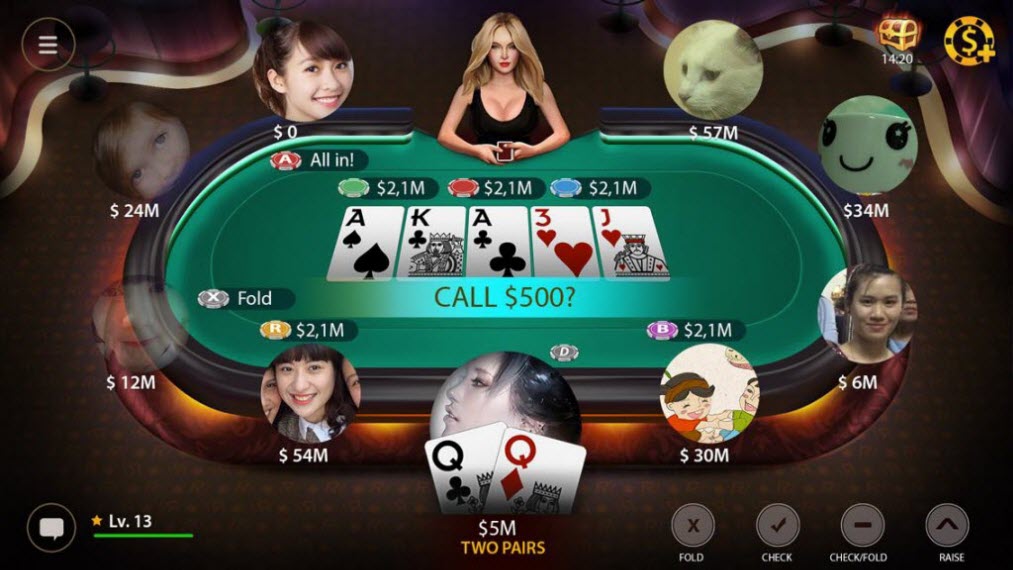 14:20
$ 0
$ 57M
A All in!
$2,1M $2,1M $2,1M
$ 24M
$34M
A K A 3 J
X Fold
CALL $500?
R $2,1M
B $2,1M
D
$ 12M
$ 6M
$ 54M
$ 30M
Q Q
Lv. 13
$5M
TWO PAIRS
X
FOLD
CHECK
CHECK/FOLD
RAISE